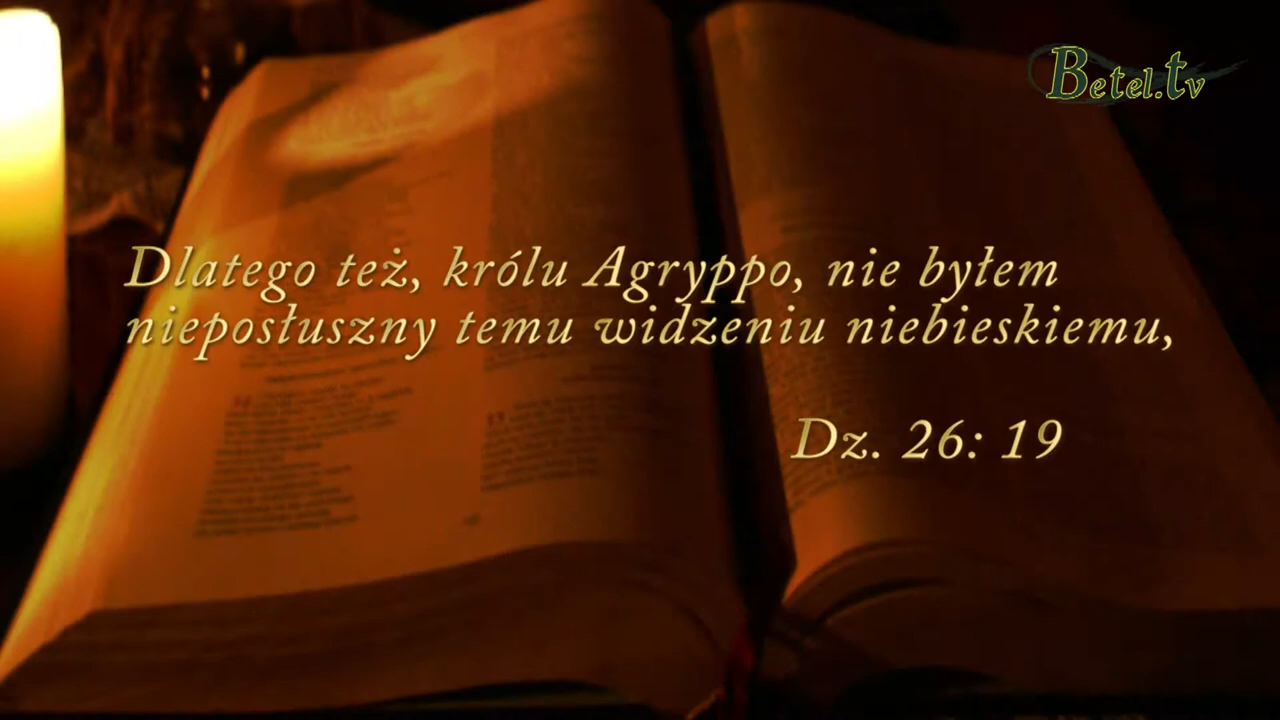 Betel.tv
Dlatego też, królu Agryppo, nie byłem
nieposłuszny temu widzeniu niebieskiemu,
Dz. 26: 19